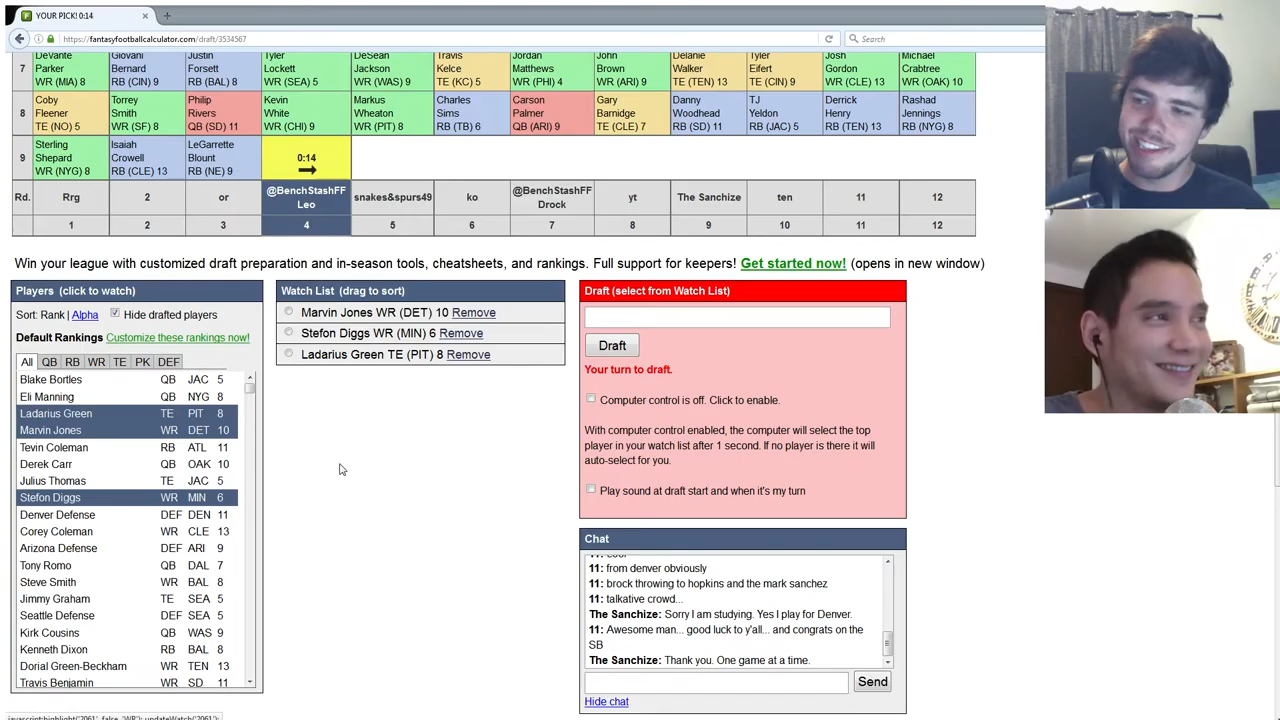 YOUR PICK! 0:14
https://fantasyfootballcalculator.com/draft/3534567
Search
7 DeVante Parker WR (MIA) 8 Giovani Bernard RB (CIN) 9 Justin Forsett RB (BAL) 8 Tyler Lockett WR (SEA) 5 DeSean Jackson WR (WAS) 9 Travis Kelce TE (KC) 5 Jordan Matthews WR (PHI) 4 John Brown WR (ARI) 9 Delanie Walker TE (TEN) 13 Tyler Eifert TE (CIN) 9 Josh Gordon WR (CLE) 13 Michael Crabtree WR (OAK) 10
8 Coby Fleener TE (NO) 5 Torrey Smith WR (SF) 8 Philip Rivers QB (SD) 11 Kevin White WR (CHI) 9 Markus Wheaton WR (PIT) 8 Charles Sims RB (TB) 6 Carson Palmer QB (ARI) 9 Gary Barnidge TE (CLE) 7 Danny Woodhead RB (SD) 11 TJ Yeldon RB (JAC) 5 Derrick Henry RB (TEN) 13 Rashad Jennings RB (NYG) 8
9 Sterling Shepard WR (NYG) 8 Isaiah Crowell RB (CLE) 13 LeGarrette Blount RB (NE) 9 0:14
Rd. Rrg 2 or @BenchStashFF Leo snakes&spurs49 ko @BenchStashFF Drock yt The Sanchize ten 11 12
1 2 3 4 5 6 7 8 9 10 11 12
Win your league with customized draft preparation and in-season tools, cheatsheets, and rankings. Full support for keepers! Get started now! (opens in new window)
Players (click to watch)
Sort: Rank | Alpha Hide drafted players
Default Rankings Customize these rankings now!
All QB RB WR TE PK DEF
Blake Bortles QB JAC 5
Eli Manning QB NYG 8
Ladarius Green TE PIT 8
Marvin Jones WR DET 10
Tevin Coleman RB ATL 11
Derek Carr QB OAK 10
Julius Thomas TE JAC 5
Stefon Diggs WR MIN 6
Denver Defense DEF DEN 11
Corey Coleman WR CLE 13
Arizona Defense DEF ARI 9
Tony Romo QB DAL 7
Steve Smith WR BAL 8
Jimmy Graham TE SEA 5
Seattle Defense DEF SEA 5
Kirk Cousins QB WAS 9
Kenneth Dixon RB BAL 8
Dorial Green-Beckham WR TEN 13
Travis Benjamin WR SD 11
Watch List (drag to sort)
Marvin Jones WR (DET) 10 Remove
Stefon Diggs WR (MIN) 6 Remove
Ladarius Green TE (PIT) 8 Remove
Draft (select from Watch List)
Draft
Your turn to draft.
Computer control is off. Click to enable.
With computer control enabled, the computer will select the top
player in your watch list after 1 second. If no player is there it will
auto-select for you.
Play sound at draft start and when it's my turn
Chat
11: cool
11: from denver obviously
11: brock throwing to hopkins and the mark sanchez
11: talkative crowd...
The Sanchize: Sorry I am studying. Yes I play for Denver.
11: Awesome man... good luck to y'all... and congrats on the
SB
The Sanchize: Thank you. One game at a time.
Send
Hide chat
javascript:highlight('2061', false, 'WR'); updateWatch('2061');